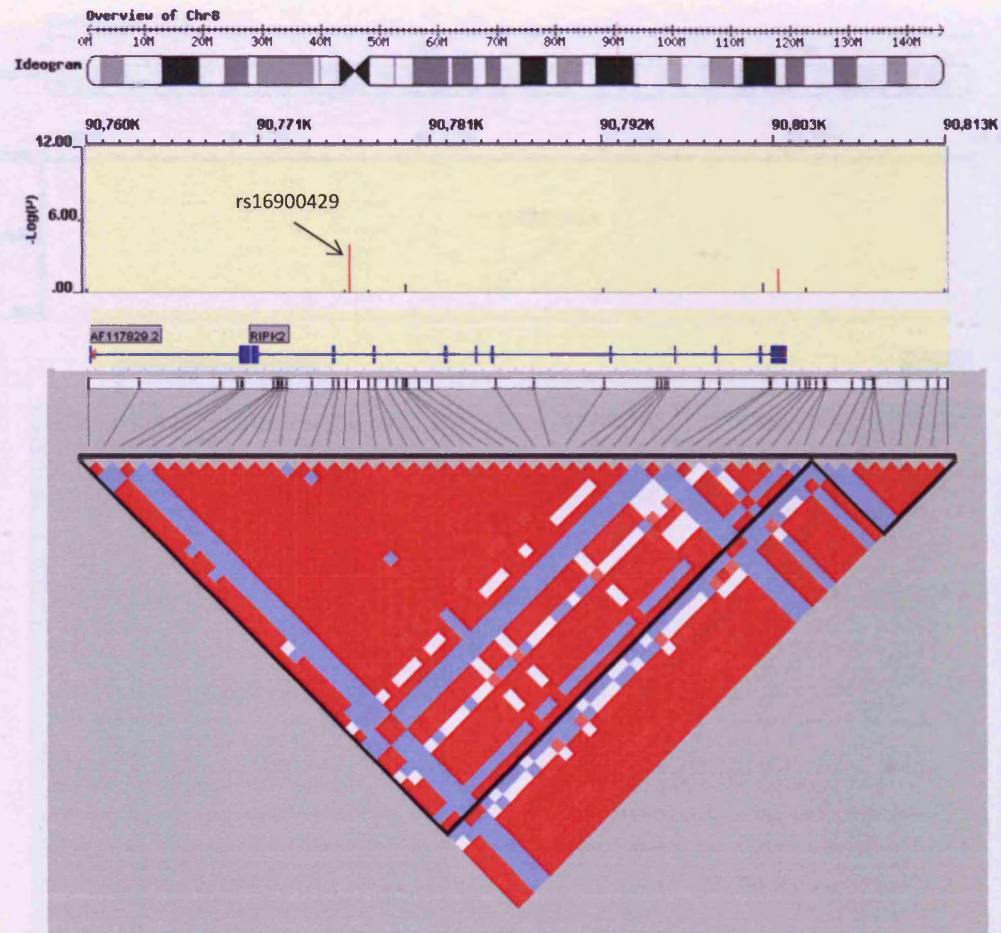 Overview of Chr8
0M 10M 20M 30M 40M 50M 60M 70M 80M 90M 100M 110M 120M 130M 140M
Ideogram
90,760K 90,771K 90,781K 90,792K 90,803K 90,813K
12.00
rs16900429
6.00
-Log(P)
.00
AF117829.2 RIPK2